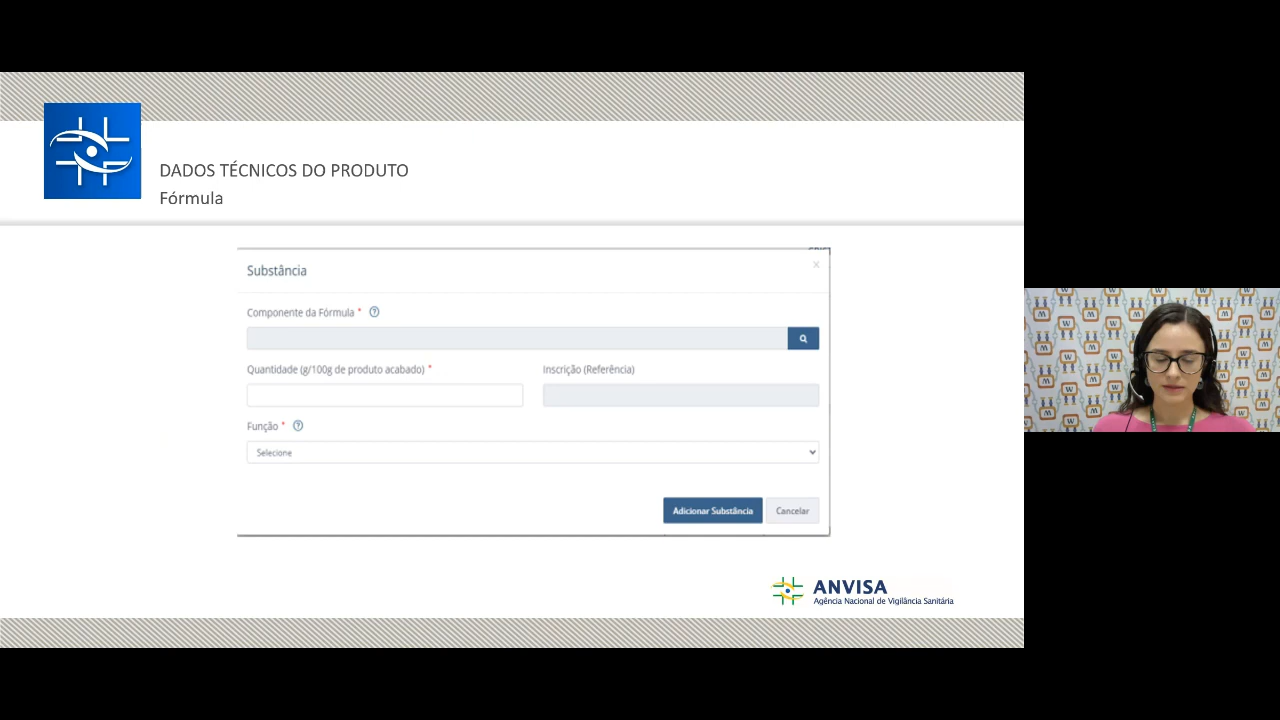 DADOS TÉCNICOS DO PRODUTO
Fórmula
Substância
×
Componente da Fórmula * ?
Quantidade (g/100g de produto acabado) *
Inscrição (Referência)
Função * ?
Selecione
Adicionar Substância
Cancelar
ANVISA
Agência Nacional de Vigilância Sanitária